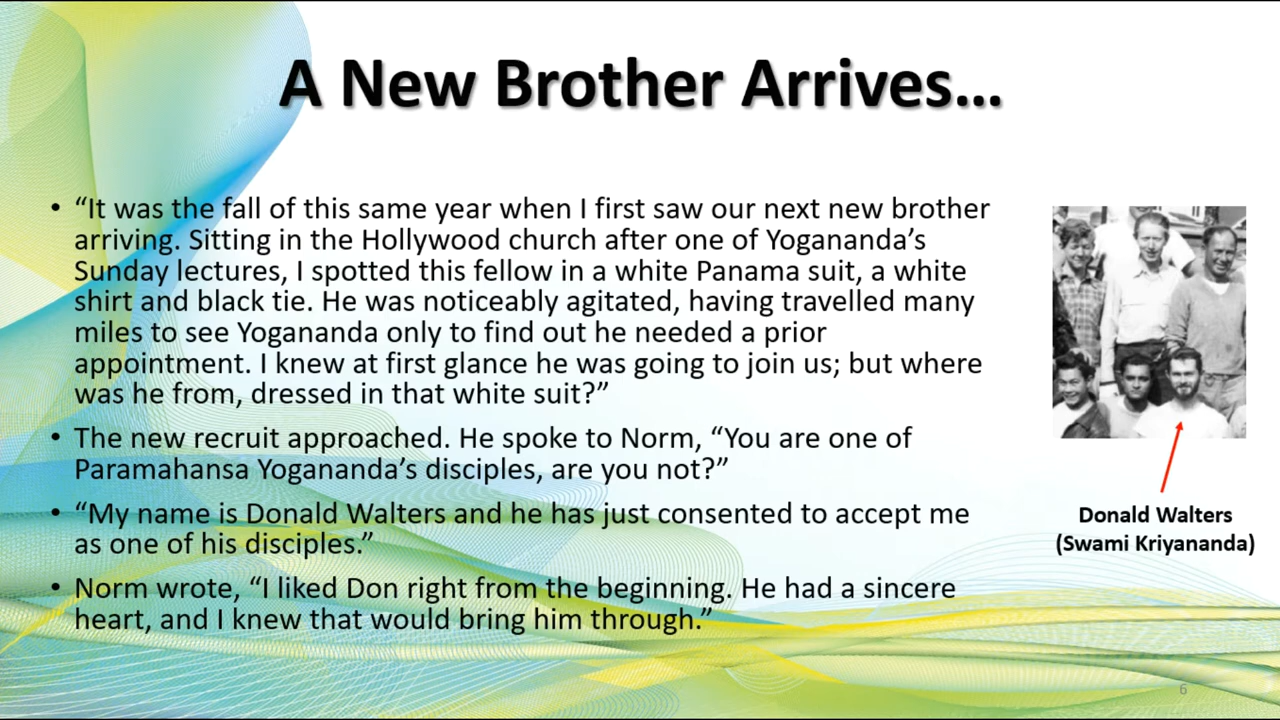 A New Brother Arrives...
• “It was the fall of this same year when I first saw our next new brother
arriving. Sitting in the Hollywood church after one of Yogananda’s
Sunday lectures, I spotted this fellow in a white Panama suit, a white
shirt and black tie. He was noticeably agitated, having travelled many
miles to see Yogananda only to find out he needed a prior
appointment. I knew at first glance he was going to join us; but where
was he from, dressed in that white suit?”
• The new recruit approached. He spoke to Norm, “You are one of
Paramahansa Yogananda’s disciples, are you not?”
• “My name is Donald Walters and he has just consented to accept me
as one of his disciples.”
• Norm wrote, “I liked Don right from the beginning. He had a sincere
heart, and I knew that would bring him through.”
Donald Walters
(Swami Kriyananda)
6